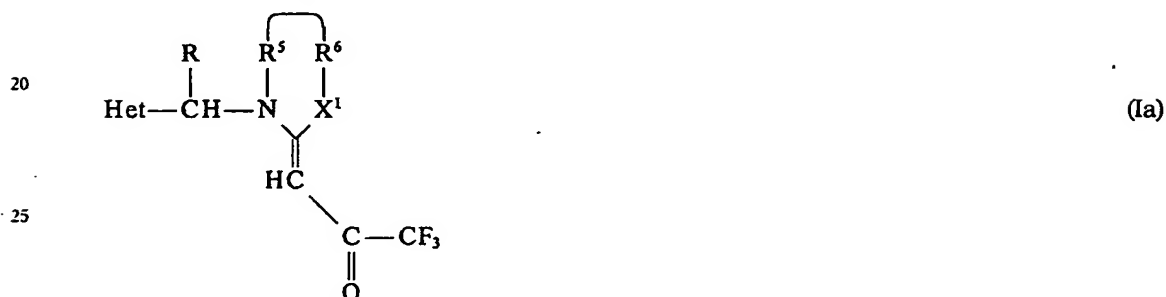 R R⁵ R⁶
20
Het—CH—N X¹ (Ia)
HC
25
C—CF₃
O